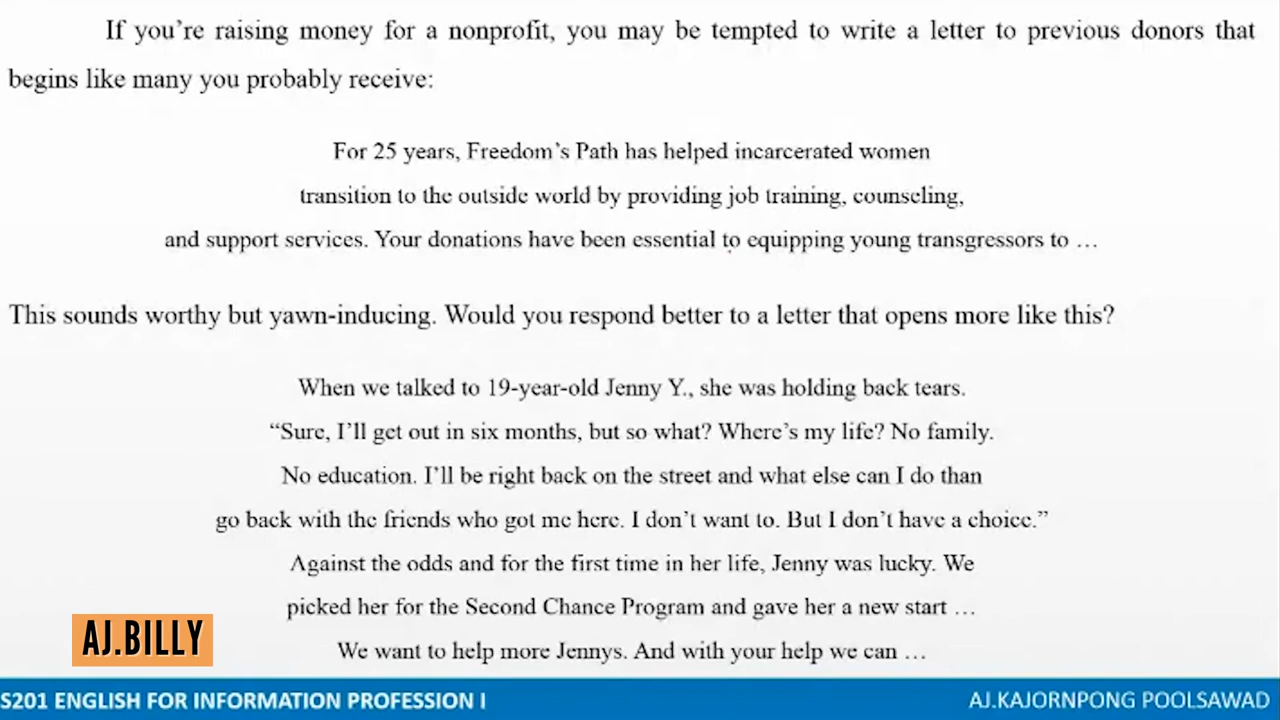 If you're raising money for a nonprofit, you may be tempted to write a letter to previous donors that
begins like many you probably receive:
For 25 years, Freedom's Path has helped incarcerated women
transition to the outside world by providing job training, counseling,
and support services. Your donations have been essential to equipping young transgressors to …
This sounds worthy but yawn-inducing. Would you respond better to a letter that opens more like this?
When we talked to 19-year-old Jenny Y., she was holding back tears.
“Sure, I'll get out in six months, but so what? Where's my life? No family.
No education. I'll be right back on the street and what else can I do than
go back with the friends who got me here. I don't want to. But I don't have a choice.”
Against the odds and for the first time in her life, Jenny was lucky. We
picked her for the Second Chance Program and gave her a new start …
We want to help more Jennys. And with your help we can …
AJ.BILLY
S201 ENGLISH FOR INFORMATION PROFESSION I
AJ.KAJORNPONG POOLSAWAD